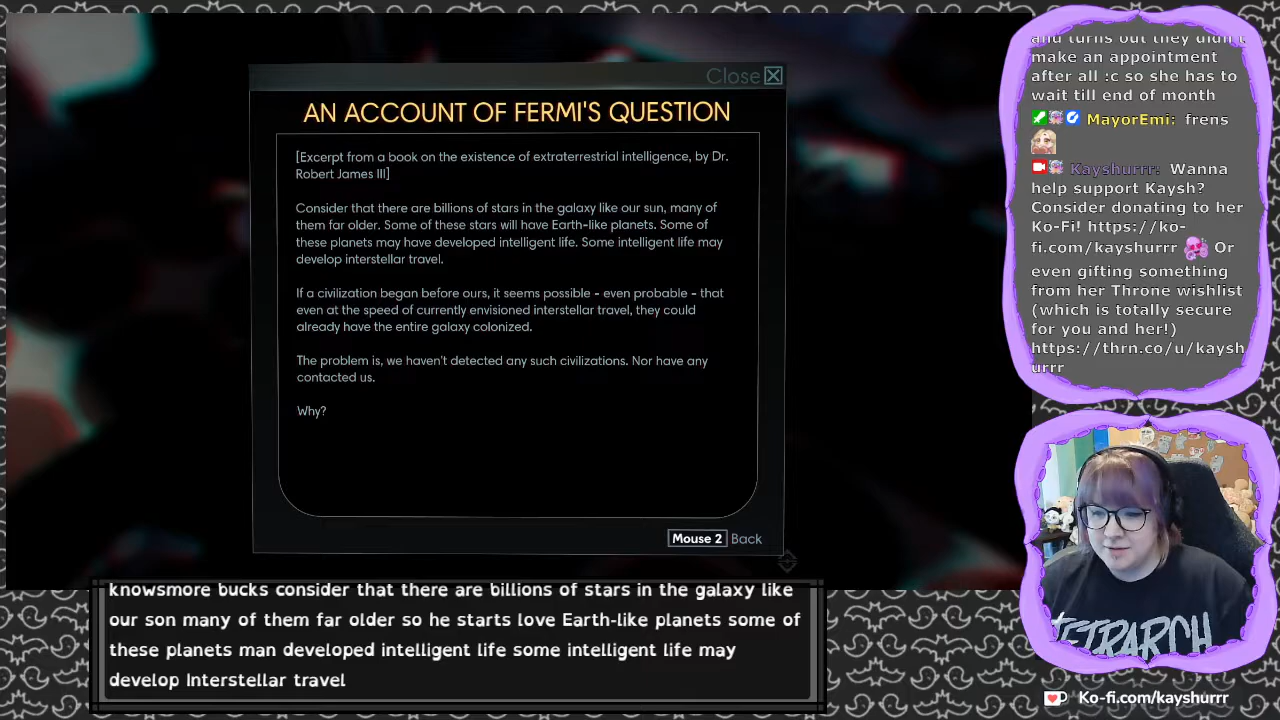 Close
AN ACCOUNT OF FERMI'S QUESTION
[Excerpt from a book on the existence of extraterrestrial intelligence, by Dr.
Robert James III]
Consider that there are billions of stars in the galaxy like our sun, many of
them far older. Some of these stars will have Earth-like planets. Some of
these planets may have developed intelligent life. Some intelligent life may
develop interstellar travel.
If a civilization began before ours, it seems possible - even probable - that
even at the speed of currently envisioned interstellar travel, they could
already have the entire galaxy colonized.
The problem is, we haven't detected any such civilizations. Nor have any
contacted us.
Why?
Mouse 2 Back
knowsmore bucks consider that there are billions of stars in the galaxy like
our son many of them far older so he starts love Earth-like planets some of
these planets man developed intelligent life some intelligent life may
develop Interstellar travel
and turns out they didn't
make an appointment
after all :c so she has to
wait till end of month
MayorEmi: frens
Kayshurrr: Wanna
help support Kaysh?
Consider donating to her
Ko-Fi! https://ko-
fi.com/kayshurrr Or
even gifting something
from her Throne wishlist
(which is totally secure
for you and her!)
https://thrn.co/u/kaysh
urrr
TETRARCH
Ko-fi.com/kayshurrr